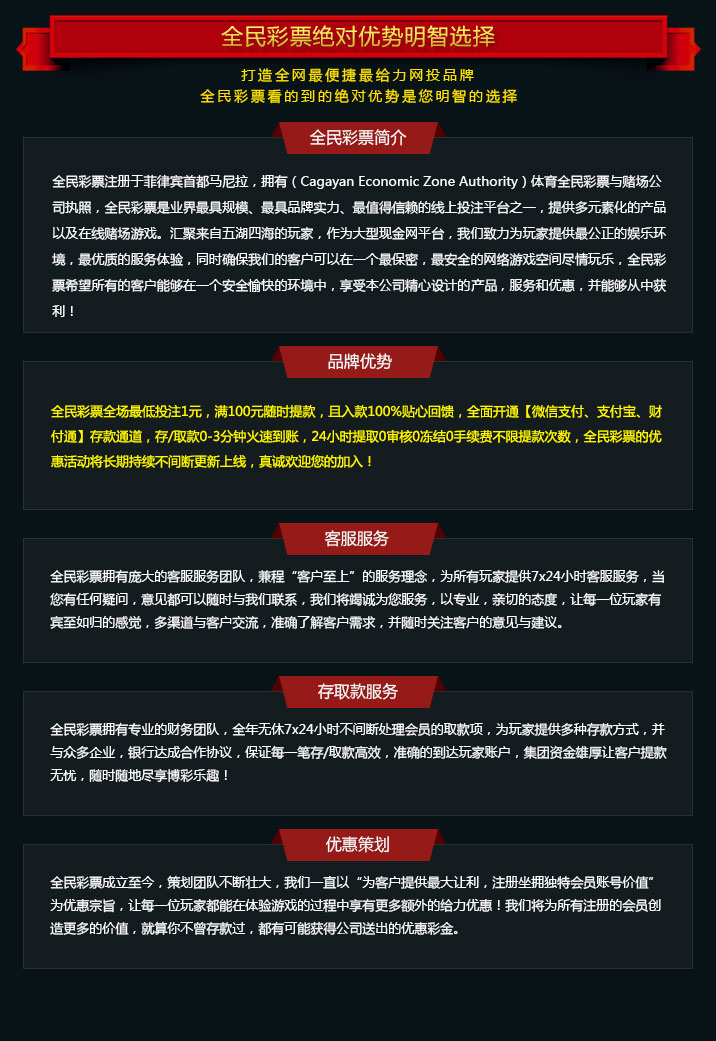 全民彩票绝对优势明智选择
打造全网最便捷最给力网投品牌
全民彩票看的到的绝对优势是您明智的选择
全民彩票简介
全民彩票注册于菲律宾首都马尼拉，拥有（Cagayan Economic Zone Authority）体育全民彩票与赌场公
司执照，全民彩票是业界最具规模、最具品牌实力、最值得信赖的线上投注平台之一，提供多元素化的产品
以及在线赌场游戏。汇聚来自五湖四海的玩家，作为大型现金网平台，我们致力为玩家提供最公正的娱乐环
境，最优质的服务体验，同时确保我们的客户可以在一个最保密，最安全的网络游戏空间尽情玩乐，全民彩
票希望所有的客户能够在一个安全愉快的环境中，享受本公司精心设计的产品，服务和优惠，并能够从中获
利！
品牌优势
全民彩票全场最低投注1元，满100元随时提款，且入款100%贴心回馈，全面开通【微信支付、支付宝、财
付通】存款通道，存/取款0-3分钟火速到账，24小时提取0审核0冻结0手续费不限提款次数，全民彩票的优
惠活动将长期持续不间断更新上线，真诚欢迎您的加入！
客服服务
全民彩票拥有庞大的客服服务团队，兼程“客户至上”的服务理念，为所有玩家提供7x24小时客服服务，当
您有任何疑问，意见都可以随时与我们联系，我们将竭诚为您服务，以专业，亲切的态度，让每一位玩家有
宾至如归的感觉，多渠道与客户交流，准确了解客户需求，并随时关注客户的意见与建议。
存取款服务
全民彩票拥有专业的财务团队，全年无休7x24小时不间断处理会员的取款项，为玩家提供多种存款方式，并
与众多企业，银行达成合作协议，保证每一笔存/取款高效，准确的到达玩家账户，集团资金雄厚让客户提款
无忧，随时随地尽享博彩乐趣！
优惠策划
全民彩票成立至今，策划团队不断壮大，我们一直以“为客户提供最大让利，注册坐拥独特会员账号价值”
为优惠宗旨，让每一位玩家都能在体验游戏的过程中享有更多额外的给力优惠！我们将为所有注册的会员创
造更多的价值，就算你不曾存款过，都有可能获得公司送出的优惠彩金。